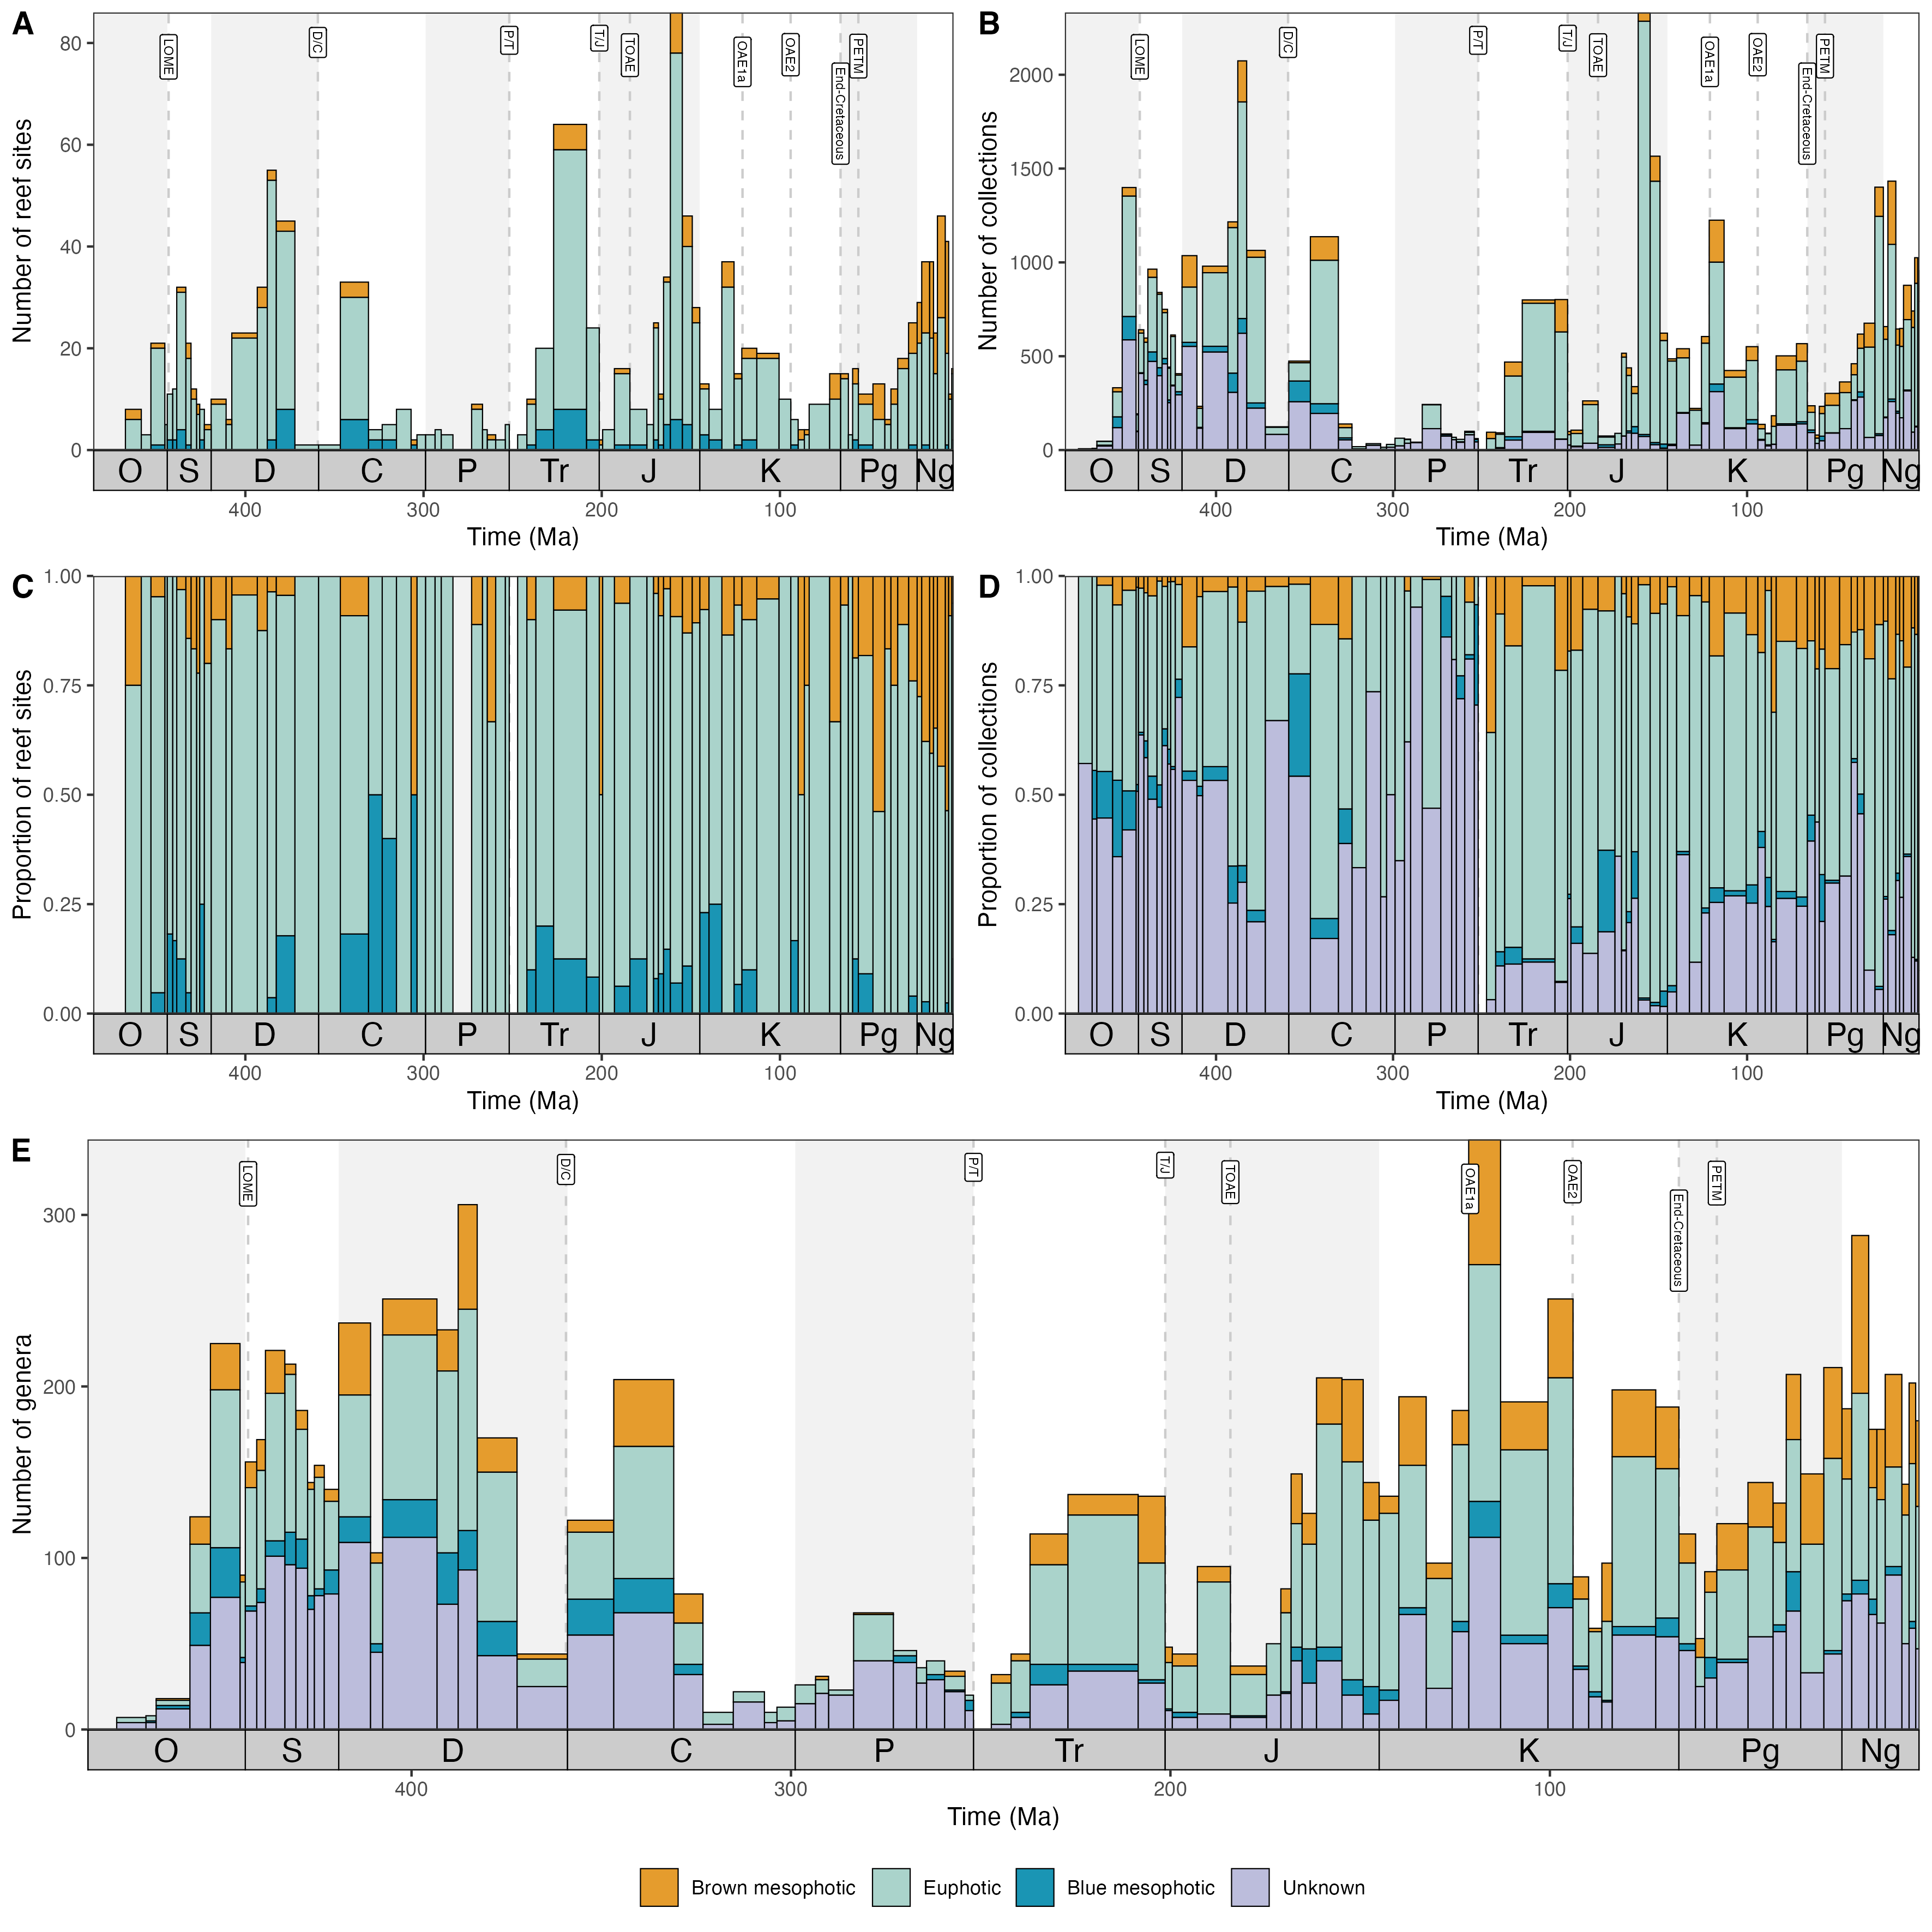 A
Number of reef sites
80
60
40
20
0
LOME
D/C
P/T
T/J
TOAE
OAE1a
OAE2
End-Cretaceous
PETM
O S D C P Tr J K Pg Ng
400 300 200 100
Time (Ma)
B
Number of collections
2000
1500
1000
500
0
LOME
D/C
P/T
T/J
TOAE
OAE1a
OAE2
End-Cretaceous
PETM
O S D C P Tr J K Pg Ng
400 300 200 100
Time (Ma)
C
Proportion of reef sites
1.00
0.75
0.50
0.25
0.00
O S D C P Tr J K Pg Ng
400 300 200 100
Time (Ma)
D
Proportion of collections
1.00
0.75
0.50
0.25
0.00
O S D C P Tr J K Pg Ng
400 300 200 100
Time (Ma)
E
Number of genera
300
200
100
0
LOME
D/C
P/T
T/J
TOAE
OAE1a
OAE2
End-Cretaceous
PETM
O S D C P Tr J K Pg Ng
400 300 200 100
Time (Ma)
Brown mesophotic Euphotic Blue mesophotic Unknown